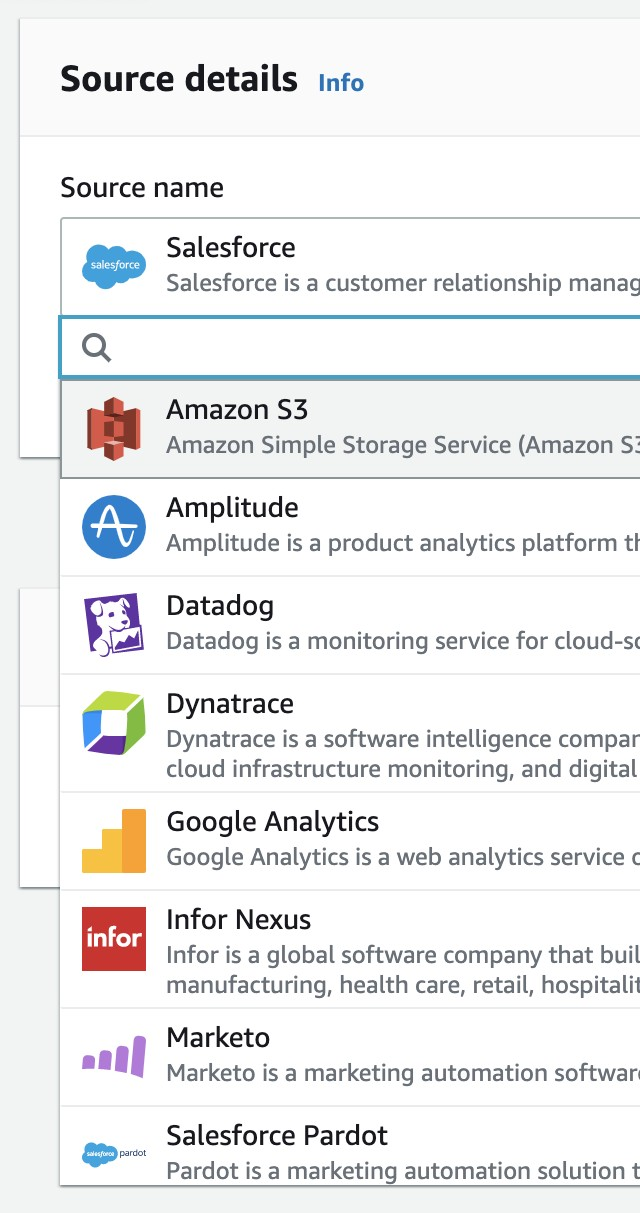 Source details Info
Source name
Salesforce
salesforce
Salesforce is a customer relationship manag
Amazon S3
Amazon Simple Storage Service (Amazon S3
Amplitude
Amplitude is a product analytics platform th
Datadog
Datadog is a monitoring service for cloud-sc
Dynatrace
Dynatrace is a software intelligence compan
cloud infrastructure monitoring, and digital
Google Analytics
Google Analytics is a web analytics service o
Infor Nexus
infor
Infor is a global software company that buil
manufacturing, health care, retail, hospitalit
Marketo
Marketo is a marketing automation software
Salesforce Pardot
salesforce pardot
Pardot is a marketing automation solution t